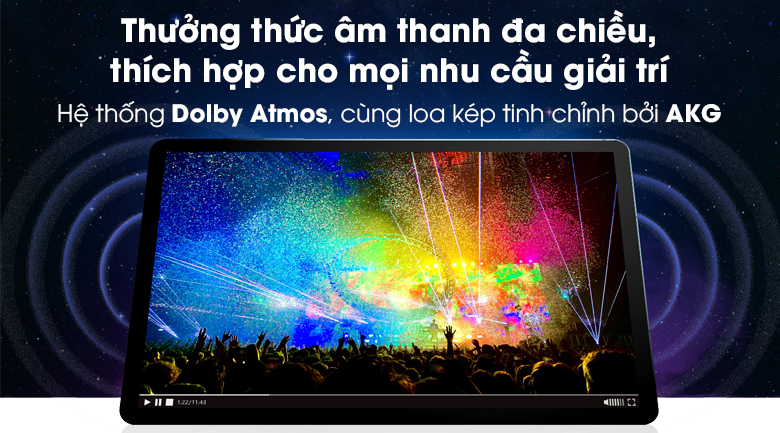 Thưởng thức âm thanh đa chiều,
thích hợp cho mọi nhu cầu giải trí
Hệ thống Dolby Atmos, cùng loa kép tinh chỉnh bởi AKG
1:22/11:43